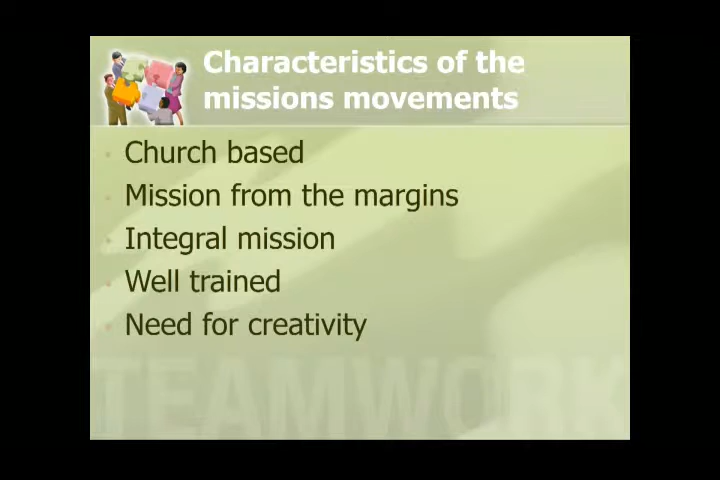 Characteristics of the
missions movements
Church based
Mission from the margins
Integral mission
Well trained
Need for creativity
TEAMWORK